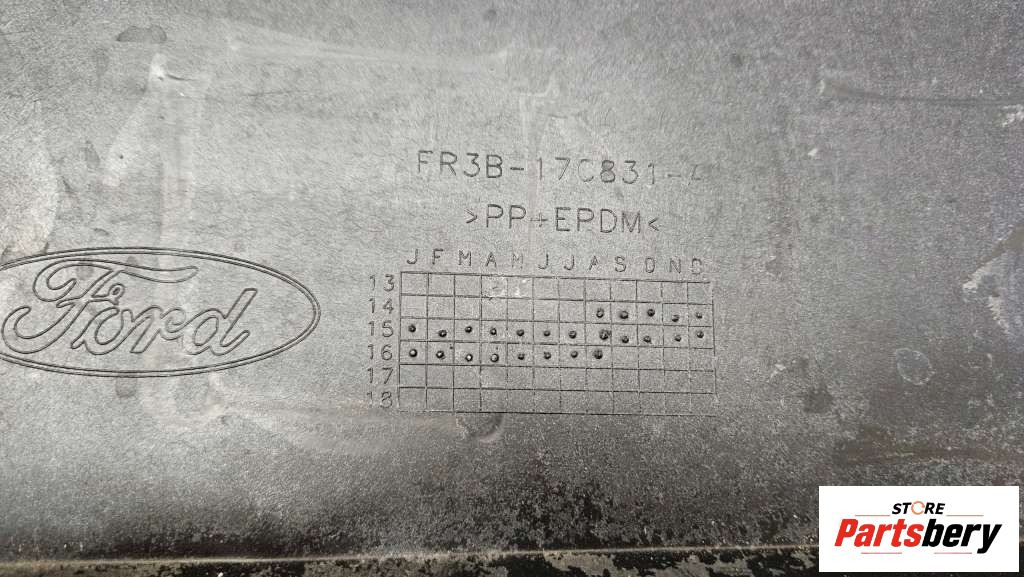 FR3B-17C831-A
>PP+EPDM<
J F M A M J J A S O N D
13
14
15
16
17
18
Ford
STORE
Partsbery